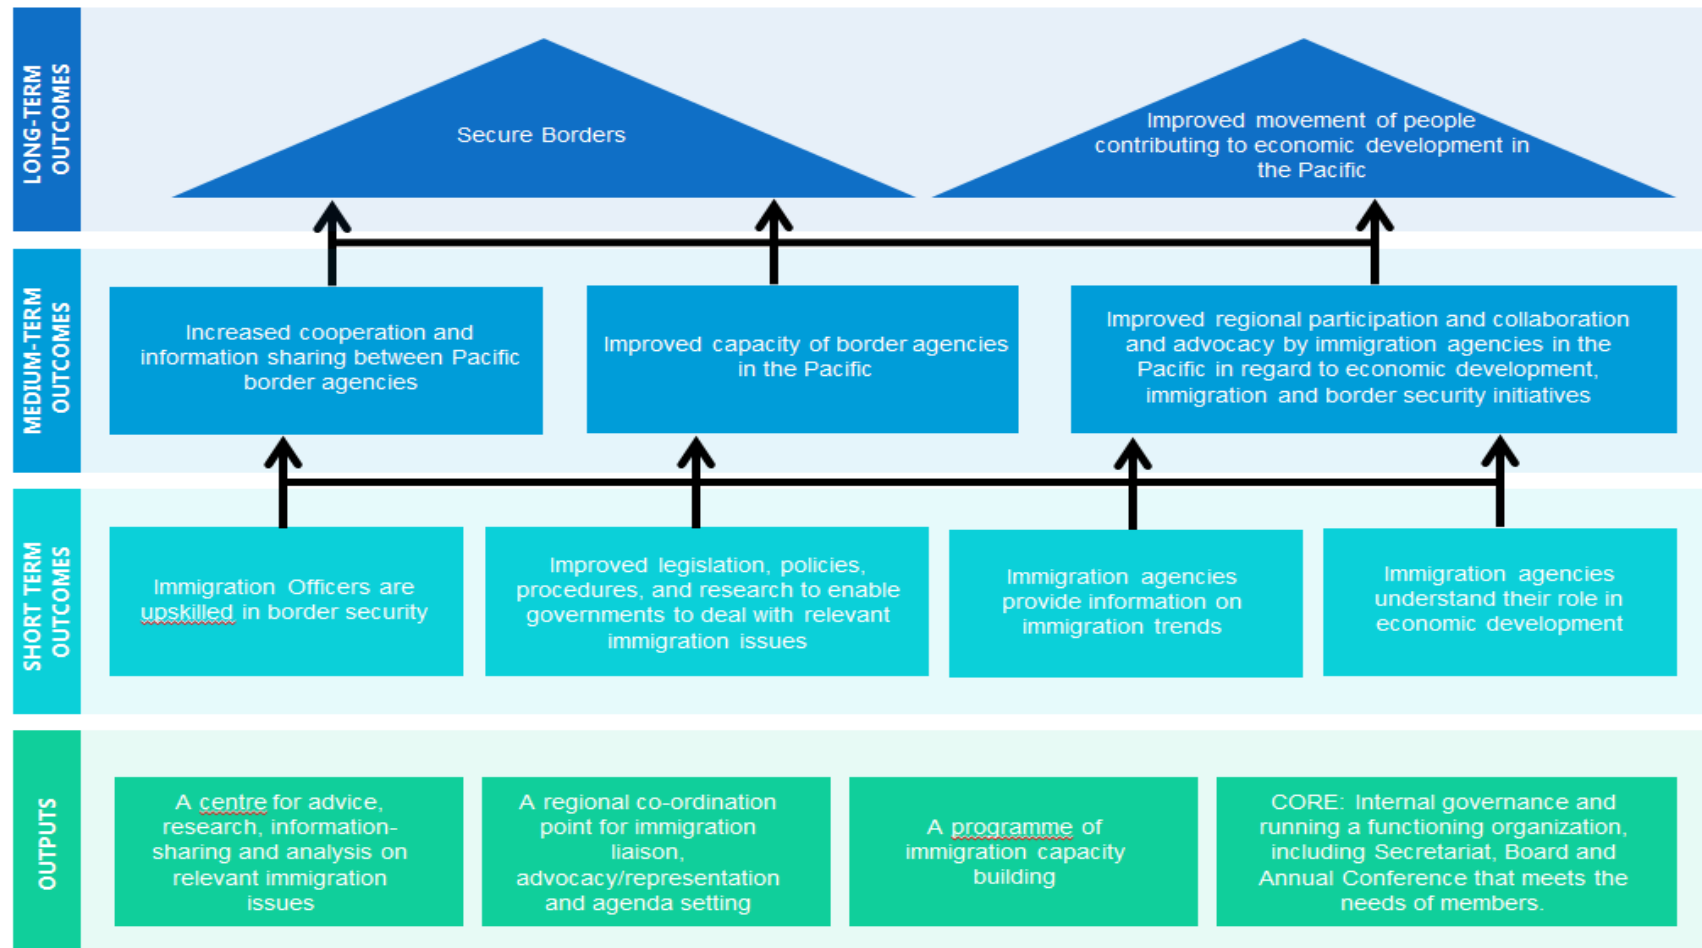 LONG-TERM
OUTCOMES
Secure Borders
Improved movement of people
contributing to economic development in
the Pacific
MEDIUM-TERM
OUTCOMES
Increased cooperation and
information sharing between Pacific
border agencies
Improved capacity of border agencies
in the Pacific
Improved regional participation and collaboration
and advocacy by immigration agencies in the
Pacific in regard to economic development,
immigration and border security initiatives
SHORT TERM
OUTCOMES
Immigration Officers are
upskilled in border security
Improved legislation, policies,
procedures, and research to enable
governments to deal with relevant
immigration issues
Immigration agencies
provide information on
immigration trends
Immigration agencies
understand their role in
economic development
OUTPUTS
A centre for advice,
research, information-
sharing and analysis on
relevant immigration
issues
A regional co-ordination
point for immigration
liaison,
advocacy/representation
and agenda setting
A programme of
immigration capacity
building
CORE: Internal governance and
running a functioning organization,
including Secretariat, Board and
Annual Conference that meets the
needs of members.